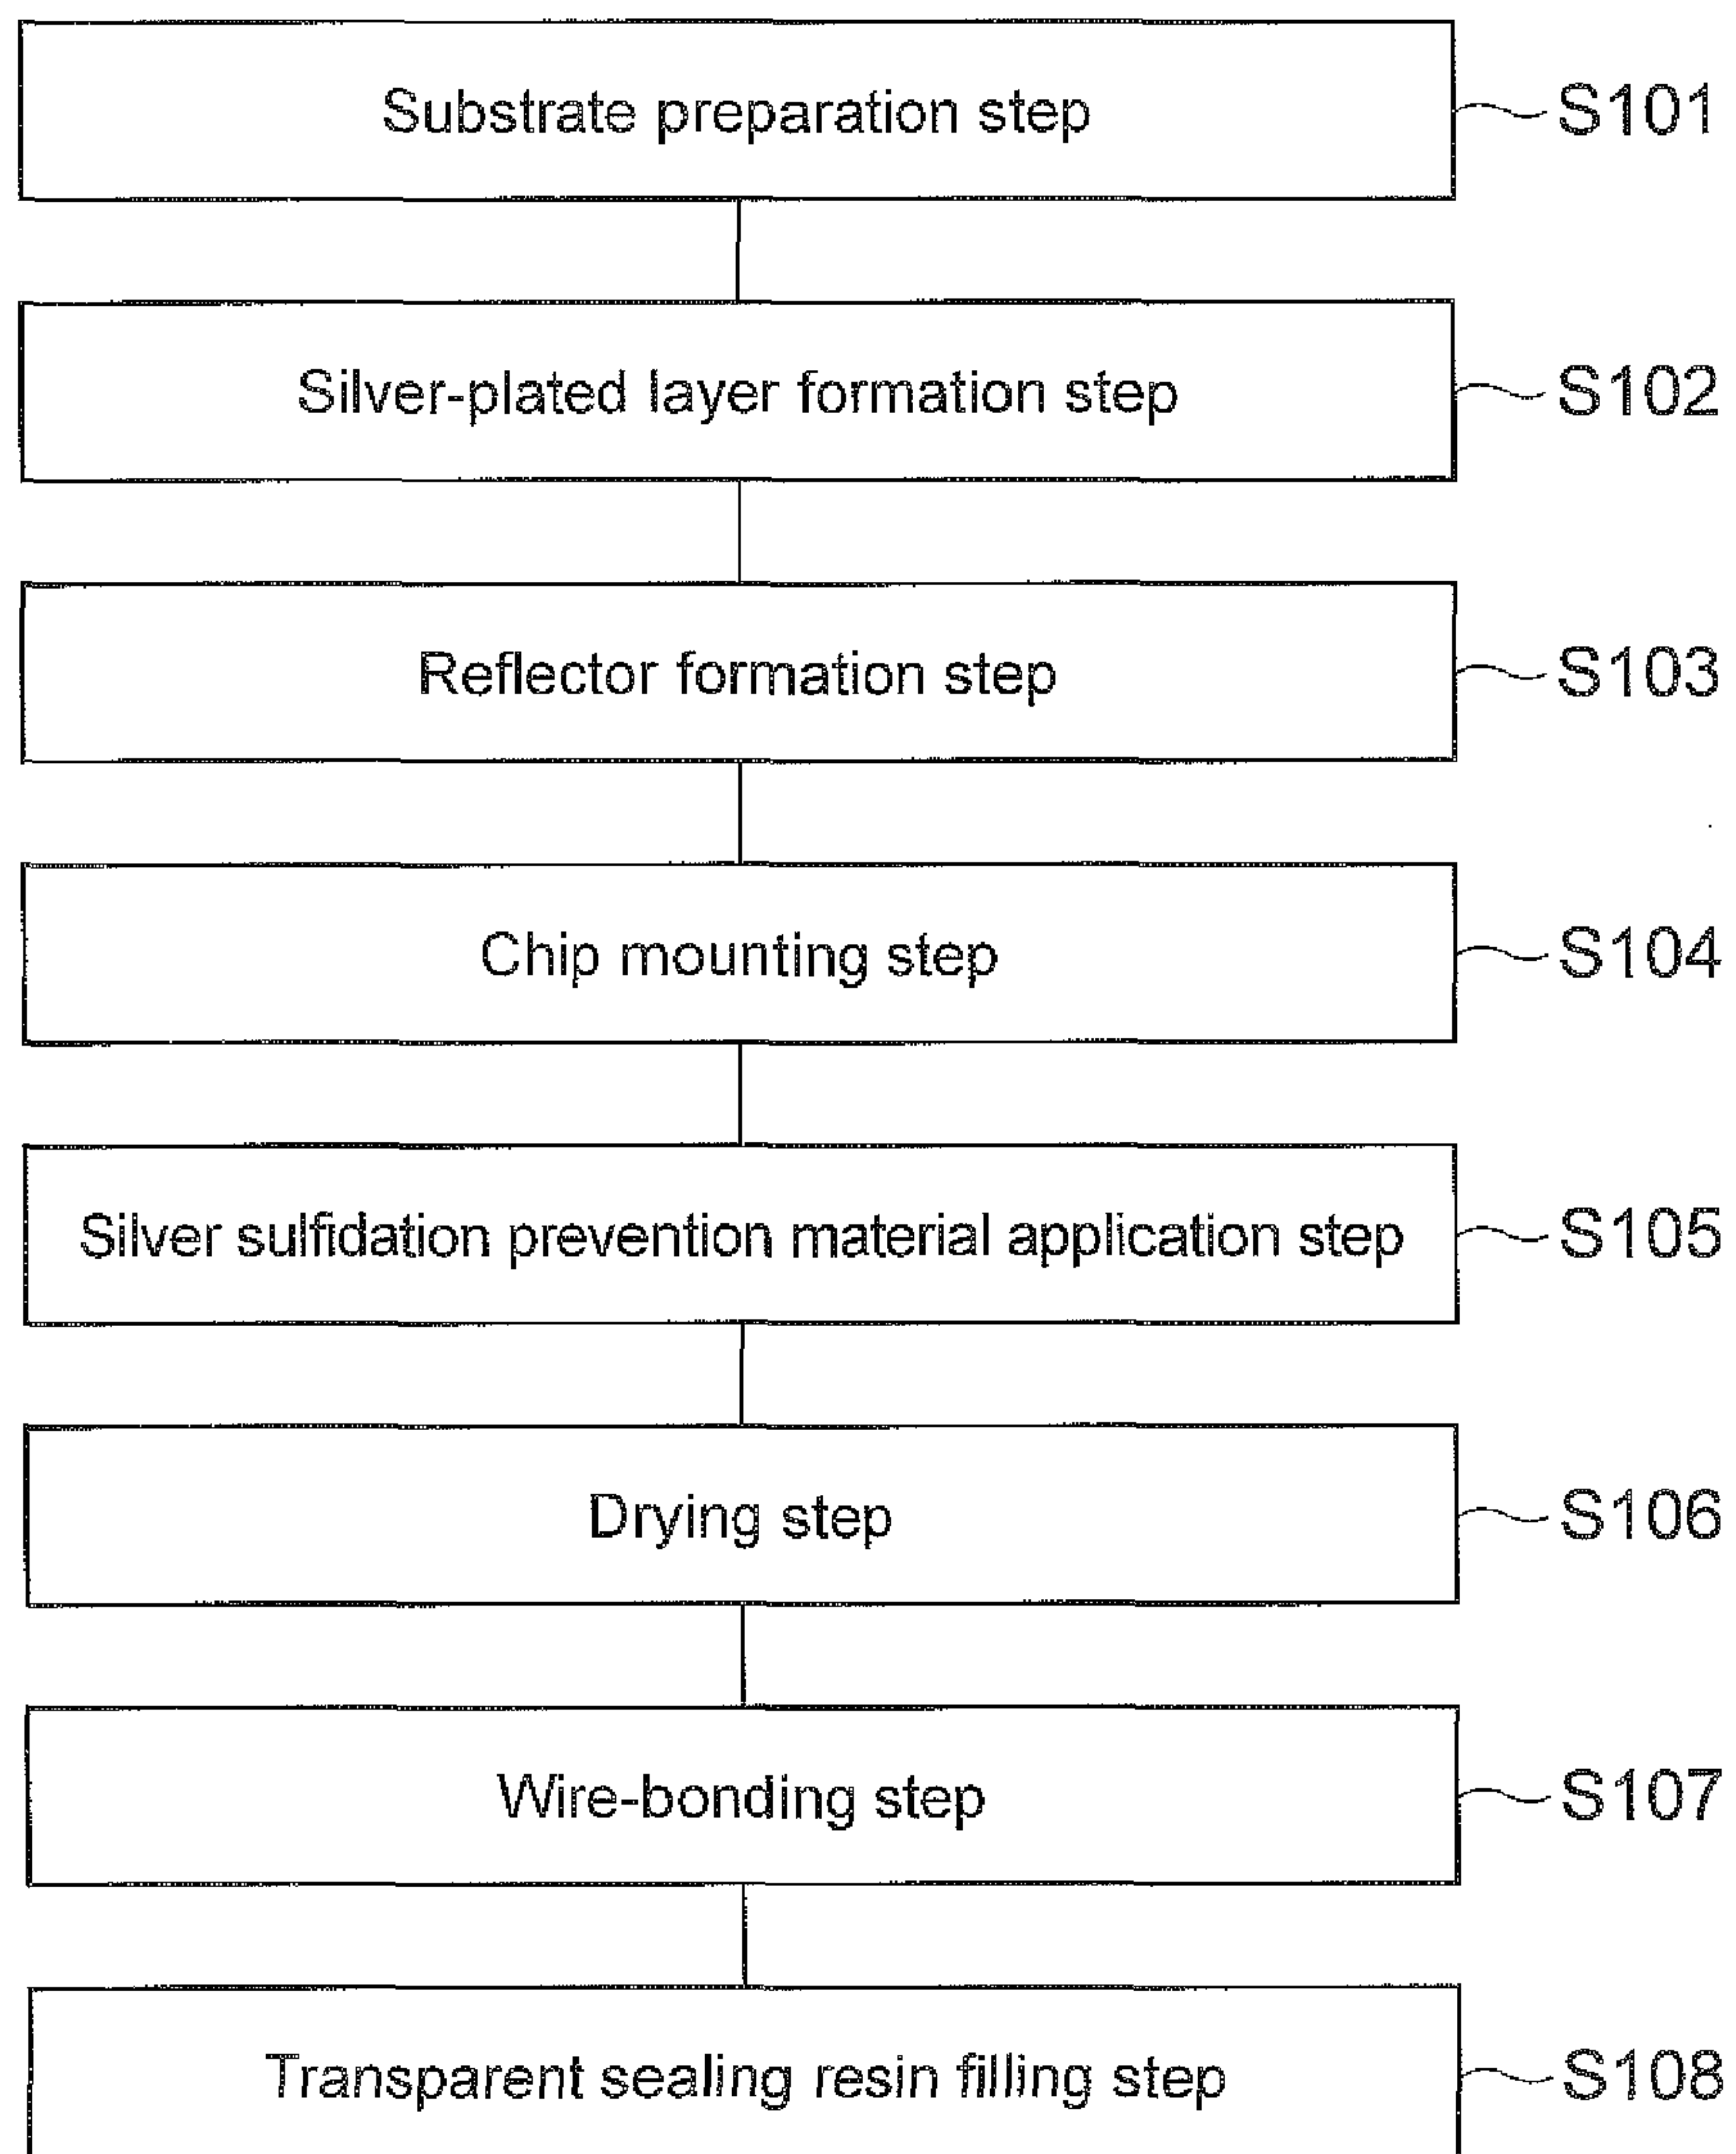 Substrate preparation step S101
Silver-plated layer formation step S102
Reflector formation step S103
Chip mounting step S104
Silver sulfidation prevention material application step S105
Drying step S106
Wire-bonding step S107
Transparent sealing resin filling step S108